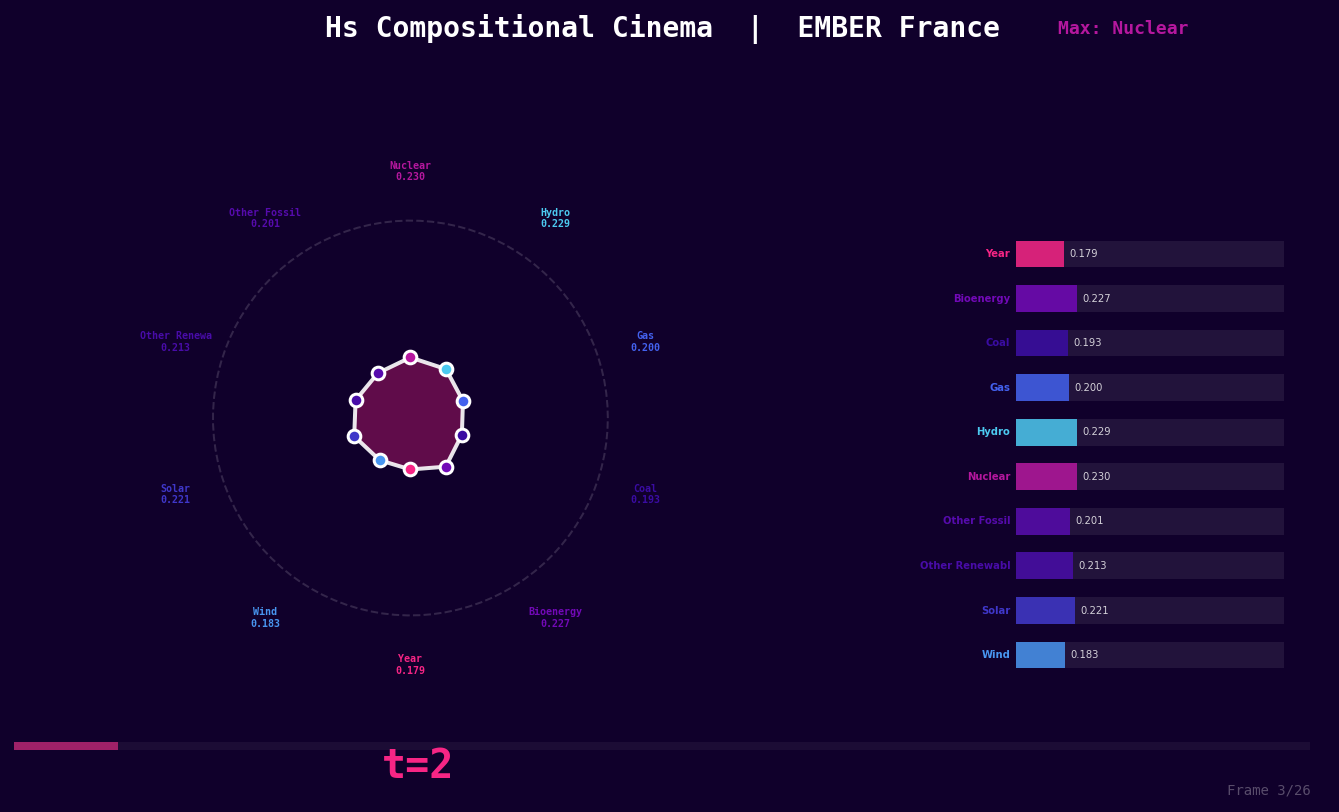 Hs Compositional Cinema | EMBER France
Max: Nuclear
Nuclear
0.230
Other Fossil
0.201
Hydro
0.229
Other Renewa
0.213
Gas
0.200
Solar
0.221
Coal
0.193
Wind
0.183
Bioenergy
0.227
Year
0.179
Year 0.179
Bioenergy 0.227
Coal 0.193
Gas 0.200
Hydro 0.229
Nuclear 0.230
Other Fossil 0.201
Other Renewabl 0.213
Solar 0.221
Wind 0.183
t=2
Frame 3/26